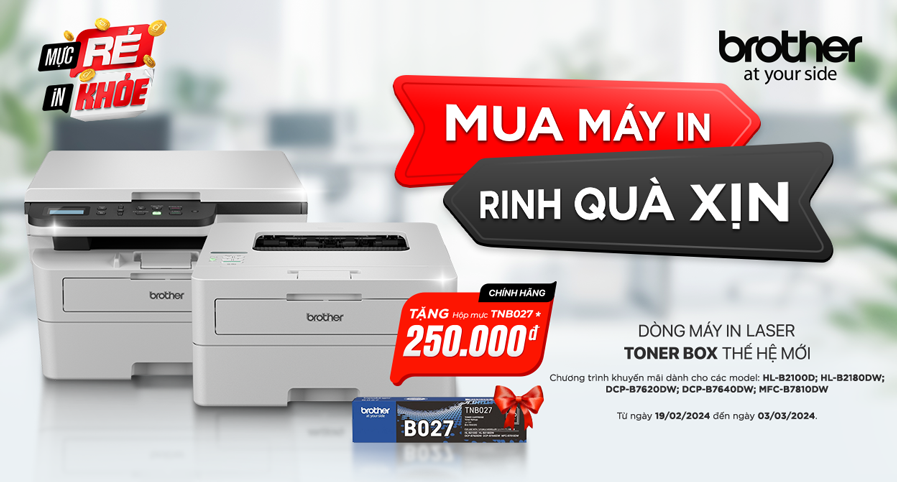 MỰC RẺ
IN KHỎE
brother
at your side
MUA MÁY IN
RINH QUÀ XỊN
brother
brother
CHÍNH HÃNG
TẶNG Hộp mực TNB027 ★
250.000đ
DÒNG MÁY IN LASER
TONER BOX THẾ HỆ MỚI
Chương trình khuyến mãi dành cho các model: HL-B2100D; HL-B2180DW;
DCP-B7620DW; DCP-B7640DW; MFC-B7810DW
Từ ngày 19/02/2024 đến ngày 03/03/2024.
brother
at your side
B027
TNB027